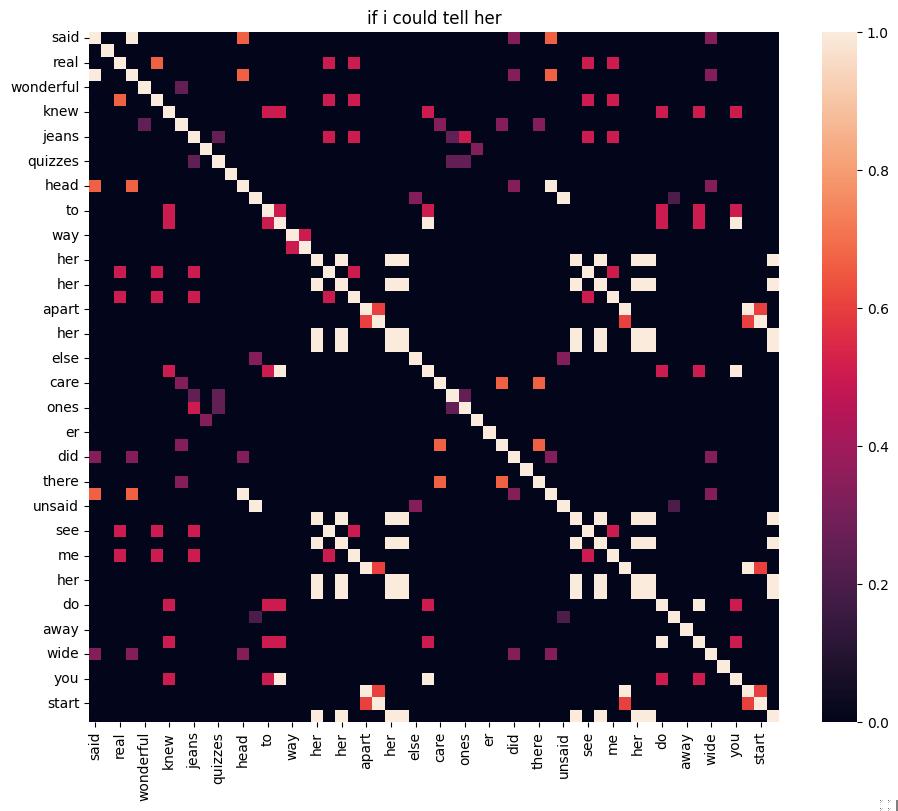 if i could tell her
said
real
wonderful
knew
jeans
quizzes
head
to
way
her
her
apart
her
else
care
ones
er
did
there
unsaid
see
me
her
do
away
wide
you
start
said
real
wonderful
knew
jeans
quizzes
head
to
way
her
her
apart
her
else
care
ones
er
did
there
unsaid
see
me
her
do
away
wide
you
start
1.0
0.8
0.6
0.4
0.2
0.0